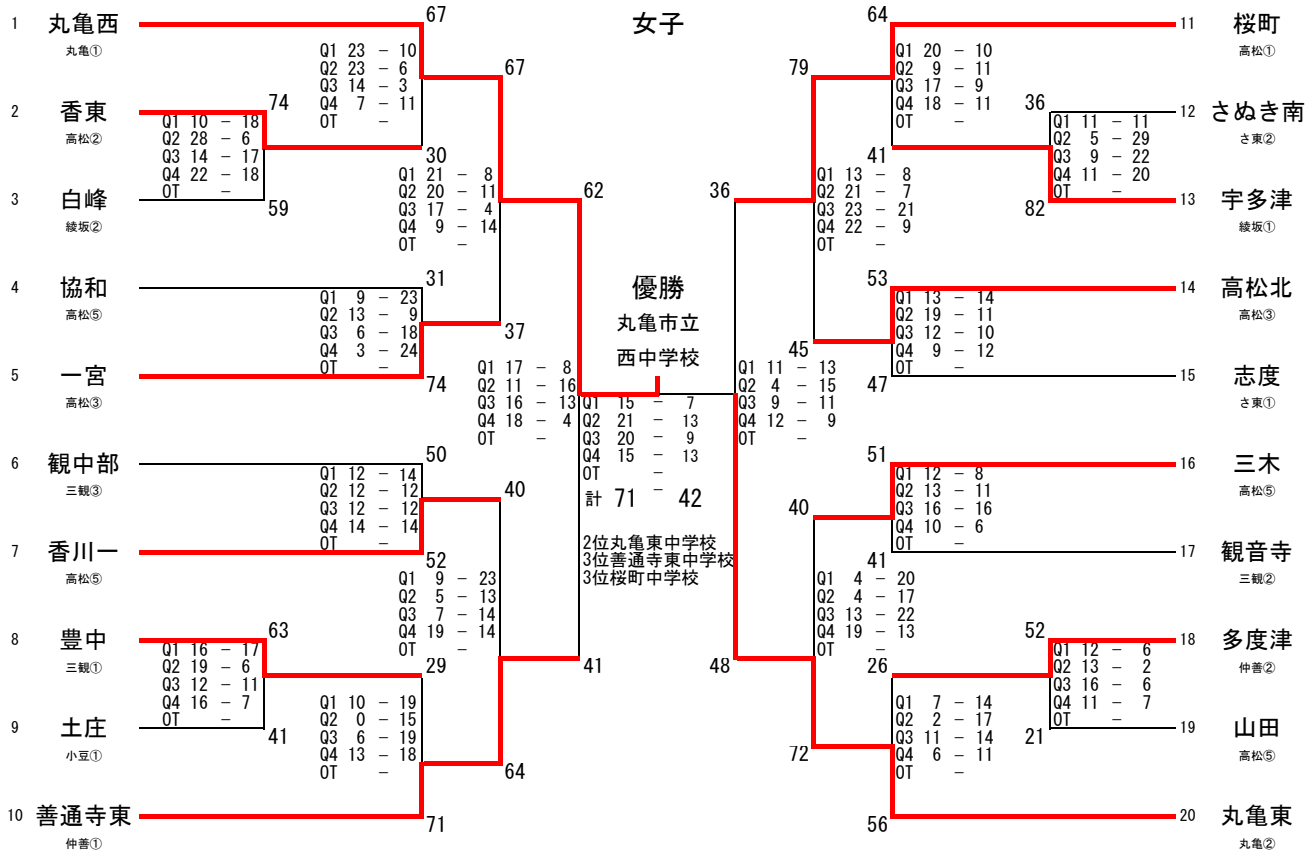 女子
1 丸亀西
丸亀①
67
Q1 23 - 10
Q2 23 - 6
Q3 14 - 3
Q4 7 - 11
OT -
30
2 香東
高松②
74
Q1 10 - 18
Q2 28 - 6
Q3 14 - 17
Q4 22 - 18
OT -
59
3 白峰
綾坂②
67
Q1 21 - 8
Q2 20 - 11
Q3 17 - 4
Q4 9 - 14
OT -
37
4 協和
高松⑤
31
Q1 9 - 23
Q2 13 - 9
Q3 6 - 18
Q4 3 - 24
OT -
74
5 一宮
高松③
62
Q1 17 - 8
Q2 11 - 16
Q3 16 - 13
Q4 18 - 4
OT -
41
6 観中部
三観③
50
Q1 12 - 14
Q2 12 - 12
Q3 12 - 12
Q4 14 - 14
OT -
52
7 香川一
高松⑤
40
Q1 9 - 23
Q2 5 - 13
Q3 7 - 14
Q4 19 - 14
OT -
64
8 豊中
三観①
63
Q1 16 - 17
Q2 19 - 6
Q3 12 - 11
Q4 16 - 7
OT -
41
9 土庄
小豆①
29
Q1 10 - 19
Q2 0 - 15
Q3 6 - 19
Q4 13 - 18
OT -
71
10 善通寺東
仲善①
優勝
丸亀市立
西中学校
Q1 15 - 7
Q2 21 - 13
Q3 20 - 9
Q4 15 - 13
OT -
-
計 71 42
2位丸亀東中学校
3位善通寺東中学校
3位桜町中学校
64
11 桜町
高松①
Q1 20 - 10
Q2 9 - 11
Q3 17 - 9
Q4 18 - 11
OT -
41
36
12 さぬき南
さ東②
Q1 11 - 11
Q2 5 - 29
Q3 9 - 22
Q4 11 - 20
OT -
82
13 宇多津
綾坂①
79
Q1 13 - 8
Q2 21 - 7
Q3 23 - 21
Q4 22 - 9
OT -
45
53
14 高松北
高松③
Q1 13 - 14
Q2 19 - 11
Q3 12 - 10
Q4 9 - 12
OT -
47
15 志度
さ東①
36
Q1 11 - 13
Q2 4 - 15
Q3 9 - 11
Q4 12 - 9
OT -
48
51
16 三木
高松⑤
Q1 12 - 8
Q2 13 - 11
Q3 16 - 16
Q4 10 - 6
OT -
41
17 観音寺
三観②
40
Q1 4 - 20
Q2 4 - 17
Q3 13 - 22
Q4 19 - 13
OT -
72
52
18 多度津
仲善②
Q1 12 - 6
Q2 13 - 2
Q3 16 - 6
Q4 11 - 7
OT -
21
19 山田
高松⑤
26
Q1 7 - 14
Q2 2 - 17
Q3 11 - 14
Q4 6 - 11
OT -
56
20 丸亀東
丸亀②